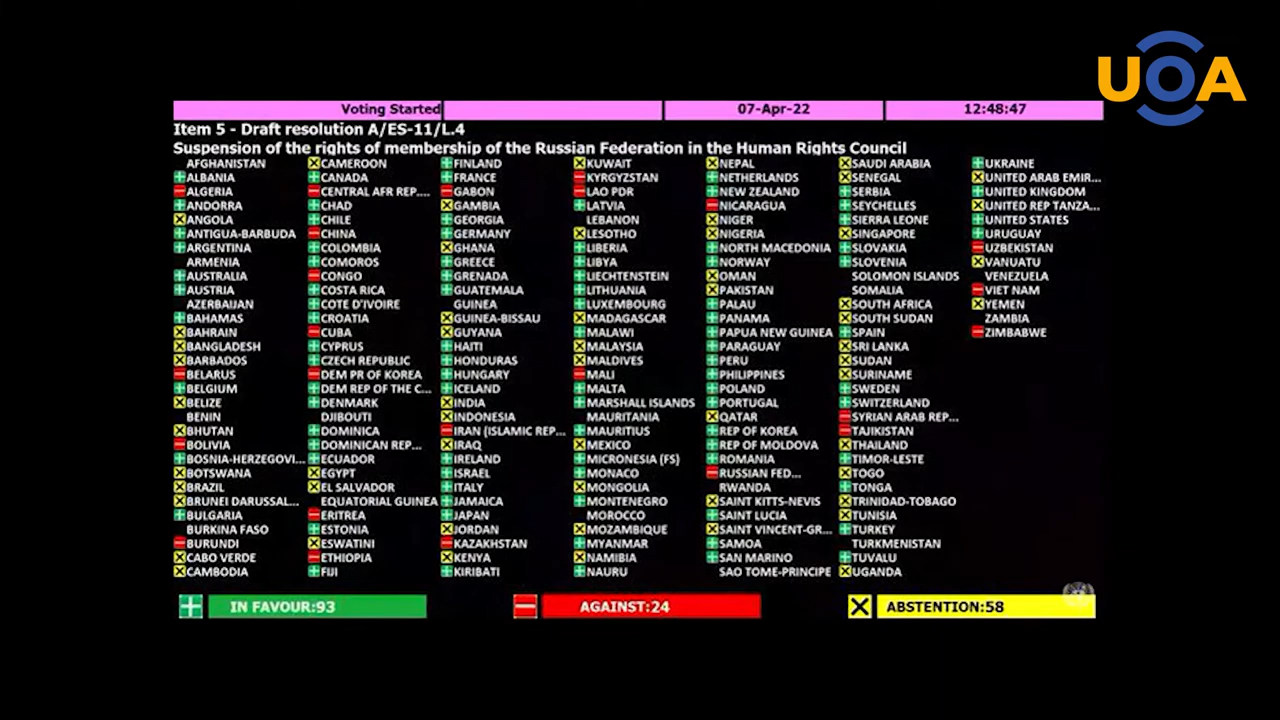 UOA
Voting Started 07-Apr-22 12:48:47
Item 5 - Draft resolution A/ES-11/L.4
Suspension of the rights of membership of the Russian Federation in the Human Rights Council
AFGHANISTAN
ALBANIA
ALGERIA
ANDORRA
ANGOLA
ANTIGUA-BARBUDA
ARGENTINA
ARMENIA
AUSTRALIA
AUSTRIA
AZERBAIJAN
BAHAMAS
BAHRAIN
BANGLADESH
BARBADOS
BELARUS
BELGIUM
BELIZE
BENIN
BHUTAN
BOLIVIA
BOSNIA-HERZEGOVI...
BOTSWANA
BRAZIL
BRUNEI DARUSSAL...
BULGARIA
BURKINA FASO
BURUNDI
CABO VERDE
CAMBODIA
CAMEROON
CANADA
CENTRAL AFR REP....
CHAD
CHILE
CHINA
COLOMBIA
COMOROS
CONGO
COSTA RICA
COTE D'IVOIRE
CROATIA
CUBA
CYPRUS
CZECH REPUBLIC
DEM PR OF KOREA
DEM REP OF THE C...
DENMARK
DJIBOUTI
DOMINICA
DOMINICAN REP...
ECUADOR
EGYPT
EL SALVADOR
EQUATORIAL GUINEA
ERITREA
ESTONIA
ESWATINI
ETHIOPIA
FIJI
FINLAND
FRANCE
GABON
GAMBIA
GEORGIA
GERMANY
GHANA
GREECE
GRENADA
GUATEMALA
GUINEA
GUINEA-BISSAU
GUYANA
HAITI
HONDURAS
HUNGARY
ICELAND
INDIA
INDONESIA
IRAN (ISLAMIC REP...
IRAQ
IRELAND
ISRAEL
ITALY
JAMAICA
JAPAN
JORDAN
KAZAKHSTAN
KENYA
KIRIBATI
KUWAIT
KYRGYZSTAN
LAO PDR
LATVIA
LEBANON
LESOTHO
LIBERIA
LIBYA
LIECHTENSTEIN
LITHUANIA
LUXEMBOURG
MADAGASCAR
MALAWI
MALAYSIA
MALDIVES
MALI
MALTA
MARSHALL ISLANDS
MAURITANIA
MAURITIUS
MEXICO
MICRONESIA (FS)
MONACO
MONGOLIA
MONTENEGRO
MOROCCO
MOZAMBIQUE
MYANMAR
NAMIBIA
NAURU
NEPAL
NETHERLANDS
NEW ZEALAND
NICARAGUA
NIGER
NIGERIA
NORTH MACEDONIA
NORWAY
OMAN
PAKISTAN
PALAU
PANAMA
PAPUA NEW GUINEA
PARAGUAY
PERU
PHILIPPINES
POLAND
PORTUGAL
QATAR
REP OF KOREA
REP OF MOLDOVA
ROMANIA
RUSSIAN FED...
RWANDA
SAINT KITTS-NEVIS
SAINT LUCIA
SAINT VINCENT-GR...
SAMOA
SAN MARINO
SAO TOME-PRINCIPE
SAUDI ARABIA
SENEGAL
SERBIA
SEYCHELLES
SIERRA LEONE
SINGAPORE
SLOVAKIA
SLOVENIA
SOLOMON ISLANDS
SOMALIA
SOUTH AFRICA
SOUTH SUDAN
SPAIN
SRI LANKA
SUDAN
SURINAME
SWEDEN
SWITZERLAND
SYRIAN ARAB REP...
TAJIKISTAN
THAILAND
TIMOR-LESTE
TOGO
TONGA
TRINIDAD-TOBAGO
TUNISIA
TURKEY
TURKMENISTAN
TUVALU
UGANDA
UKRAINE
UNITED ARAB EMIR...
UNITED KINGDOM
UNITED REP TANZA...
UNITED STATES
URUGUAY
UZBEKISTAN
VANUATU
VENEZUELA
VIET NAM
YEMEN
ZAMBIA
ZIMBABWE
IN FAVOUR:93
AGAINST:24
ABSTENTION:58